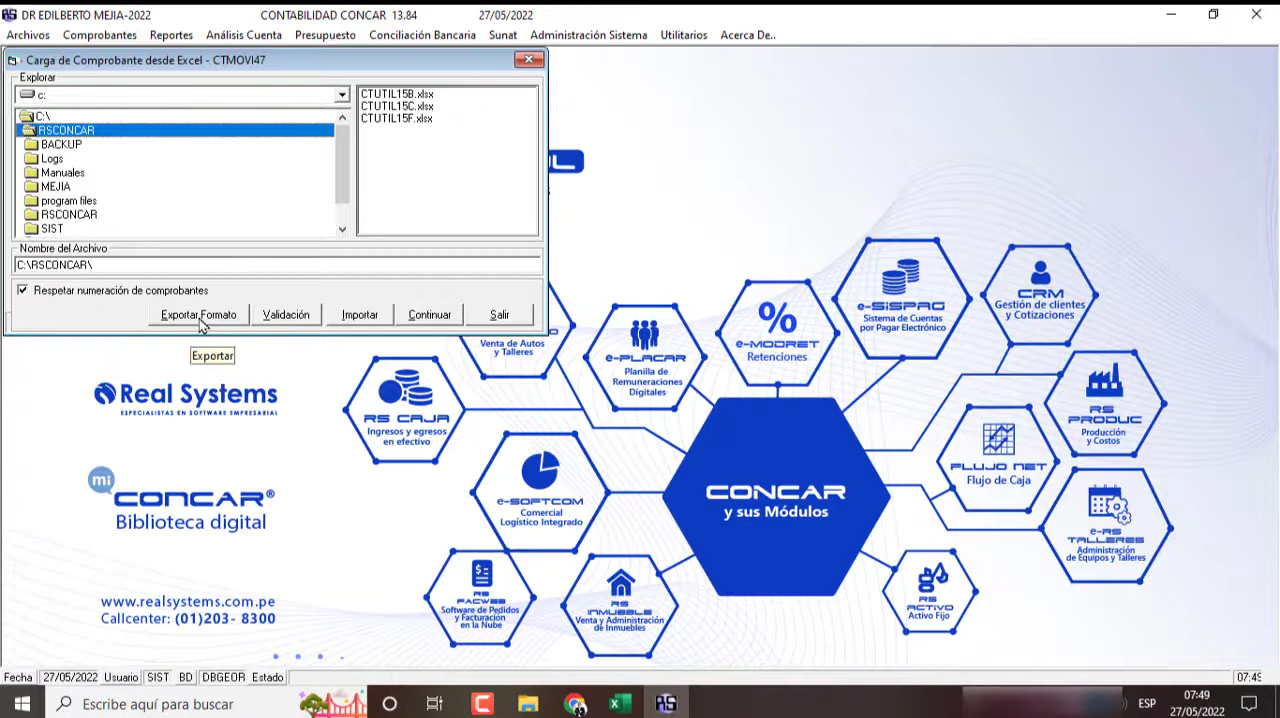 DR EDILBERTO MEJIA-2022 CONTABILIDAD CONCAR 13.84 27/05/2022
Archivos Comprobantes Reportes Análisis Cuenta Presupuesto Conciliación Bancaria Sunat Administración Sistema Utilitarios Acerca De..
Carga de Comprobante desde Excel - CTMOVI47
Explorar
c:
C:\
RSCONCAR
BACKUP
Logs
Manuales
MEJIA
program files
RSCONCAR
SIST
CTUTIL15B.xlsx
CTUTIL15C.xlsx
CTUTIL15F.xlsx
Nombre del Archivo
C:\RSCONCAR\
Respetar numeración de comprobantes
Exportar Formato Validación Importar Continuar Salir
Exportar
Real Systems
ESPECIALISTAS EN SOFTWARE EMPRESARIAL
mi
CONCAR®
Biblioteca digital
www.realsystems.com.pe
Callcenter: (01)203- 8300
Venta de Autos
y Talleres
e-PLACAR
Planilla de
Remuneraciones
Digitales
%
e-MODRET
Retenciones
e-SISPAG
Sistema de Cuentas
por Pagar Electrónico
CRM
Gestión de clientes
y Cotizaciones
RS CAJA
Ingresos y egresos
en efectivo
RS
PRODUC
Producción
y Costos
FLUJO NET
Flujo de Caja
e-SOFTCOM
Comercial
Logístico Integrado
CONCAR
y sus Módulos
e-RS
TALLERES
Administración
de Equipos y Talleres
RS
FACWEB
Software de Pedidos
y Facturación
en la Nube
RS
INMUEBLE
Venta y Administración
de Inmuebles
RS
ACTIVO
Activo Fijo
Fecha 27/05/2022 Usuario SIST BD DBGEOR Estado 07:49
Escribe aquí para buscar
ESP
07:49
27/05/2022